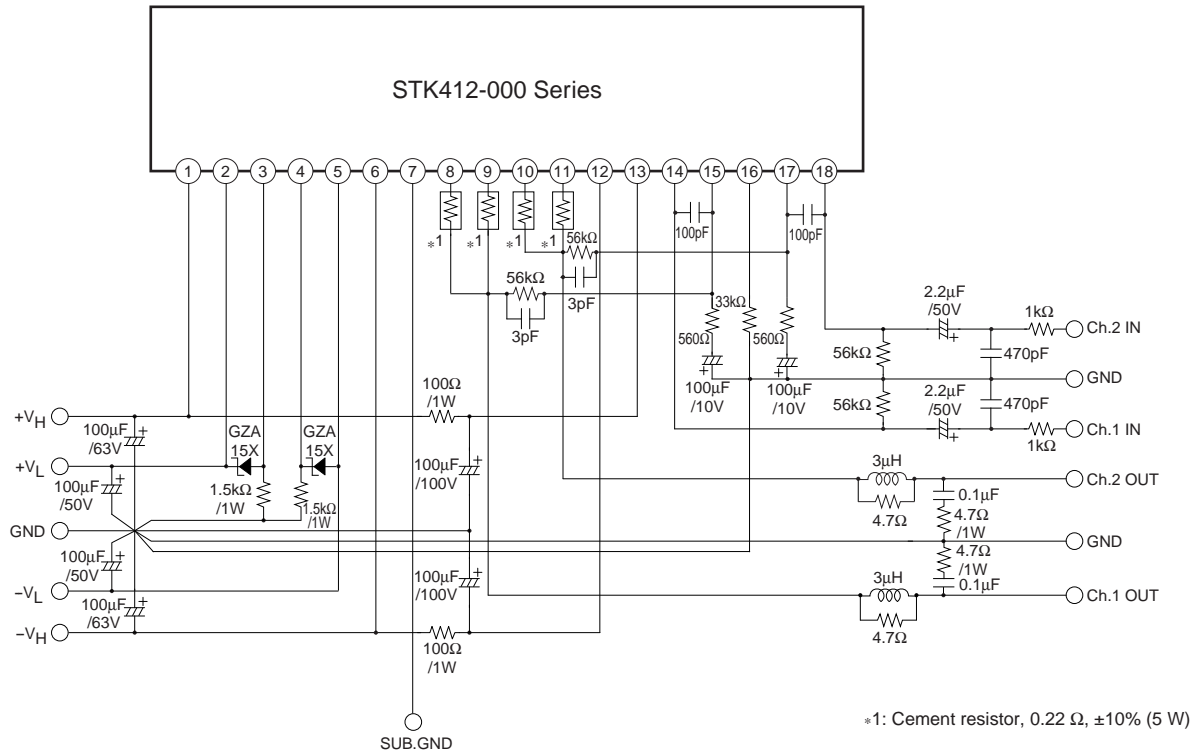 STK412-000 Series
1 2 3 4 5 6 7 8 9 10 11 12 13 14 15 16 17 18
∗1 ∗1 ∗1 ∗1
100pF
100pF
56kΩ
3pF
56kΩ
3pF
33kΩ
560Ω
560Ω
+
100µF
/10V
+
100µF
/10V
2.2µF
/50V
+
1kΩ
Ch.2 IN
56kΩ
470pF
GND
56kΩ
2.2µF
/50V
+
470pF
1kΩ
Ch.1 IN
100Ω
/1W
+VH
100µF
/63V
+
GZA
15X
GZA
15X
+VL
100µF
/50V
+
1.5kΩ
/1W
1.5kΩ
/1W
100µF
/100V
+
GND
100µF
/50V
+
−VL
100µF
/63V
+
100µF
/100V
+
−VH
100Ω
/1W
3µH
4.7Ω
Ch.2 OUT
0.1µF
4.7Ω
/1W
GND
4.7Ω
/1W
0.1µF
3µH
4.7Ω
Ch.1 OUT
SUB.GND
∗1: Cement resistor, 0.22 Ω, ±10% (5 W)